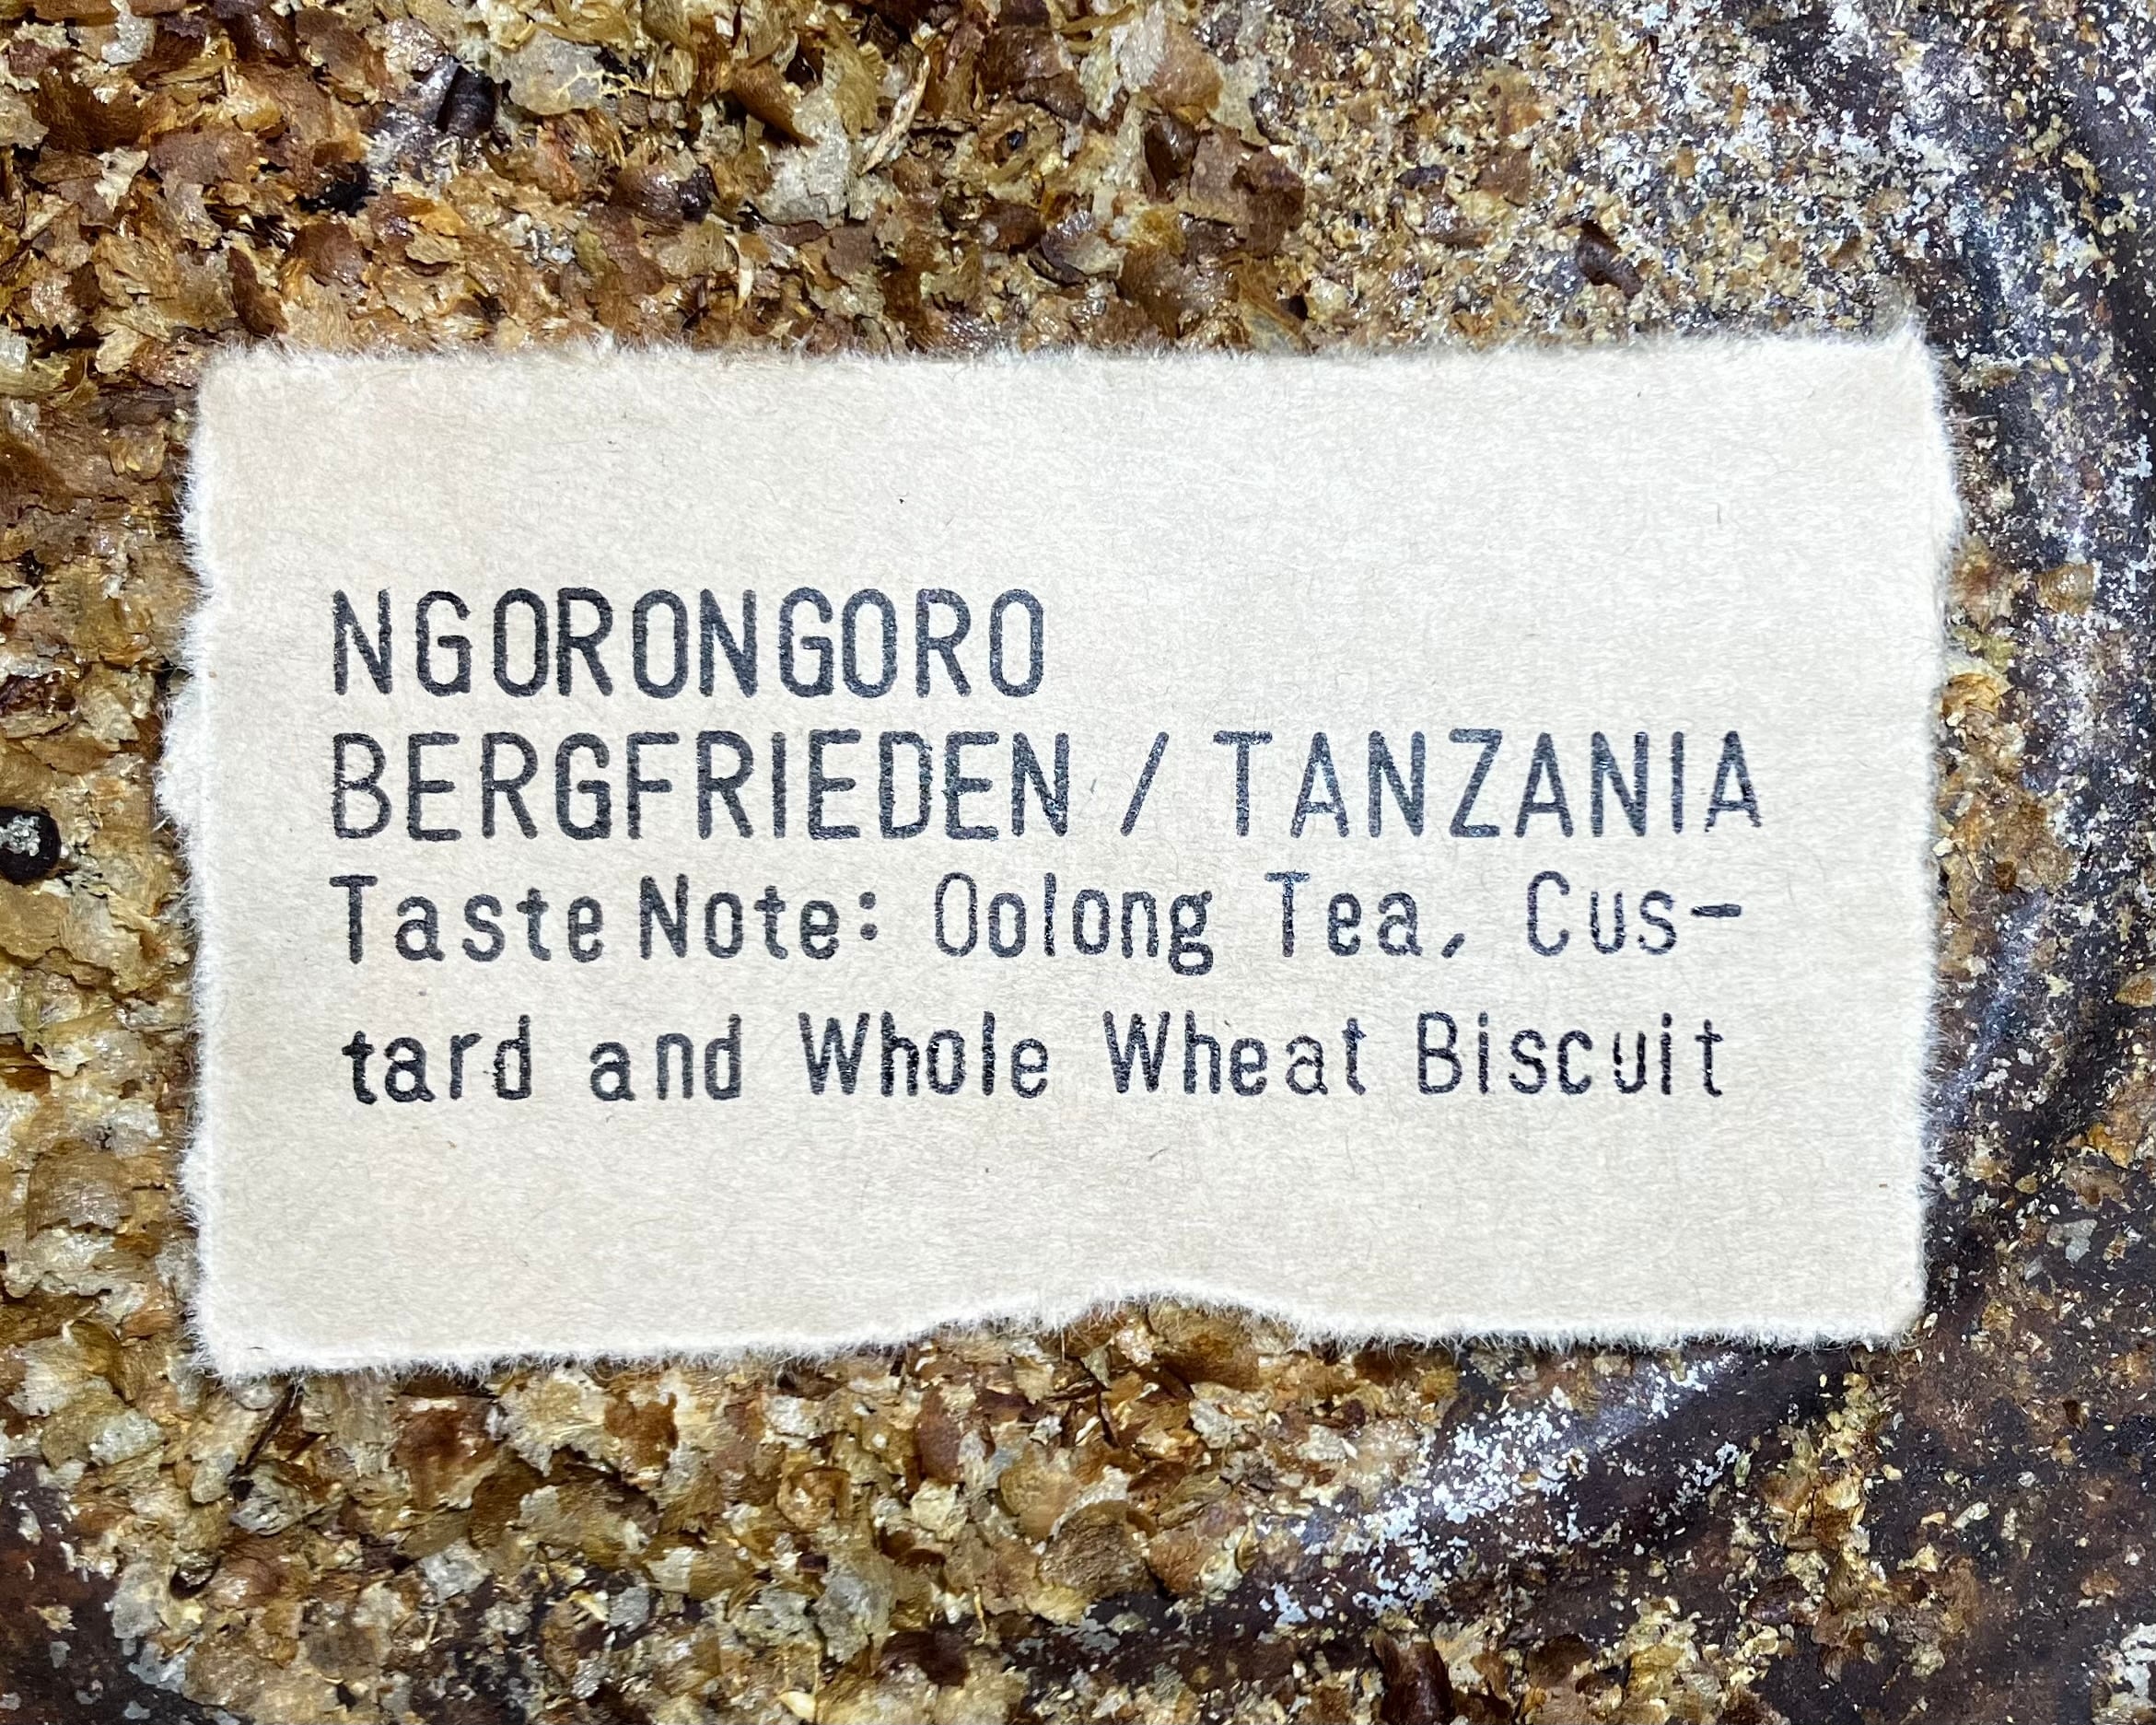 NGORONGORO
BERGFRIEDEN / TANZANIA
Taste Note: Oolong Tea, Cus-
tard and Whole Wheat Biscuit